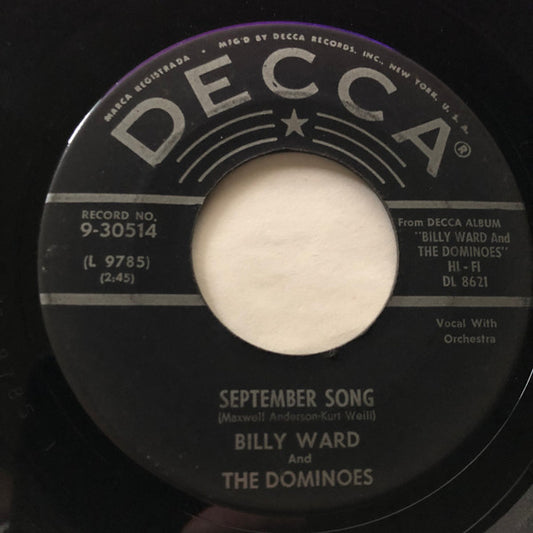 MARCA REGISTRADA • MFG'D BY DECCA RECORDS, INC., NEW YORK, U.S.A.
DECCA®
RECORD NO.
9-30514
(L 9785)
(2:45)
From DECCA ALBUM
"BILLY WARD And
THE DOMINOES"
HI-FI
DL 8621
Vocal With
Orchestra
SEPTEMBER SONG
(Maxwell Anderson-Kurt Weill)
BILLY WARD
And
THE DOMINOES